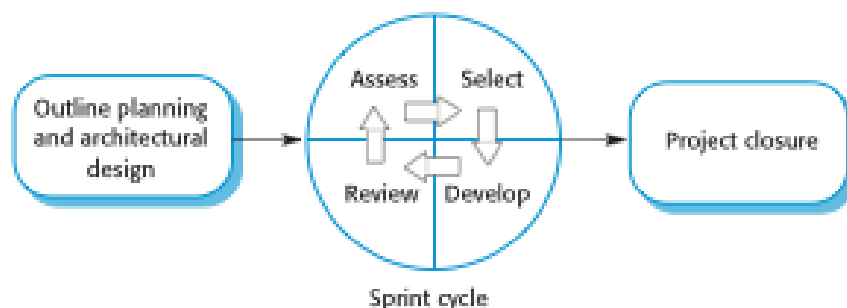 Outline planning
and architectural
design
Assess
Select
Review
Develop
Sprint cycle
Project closure